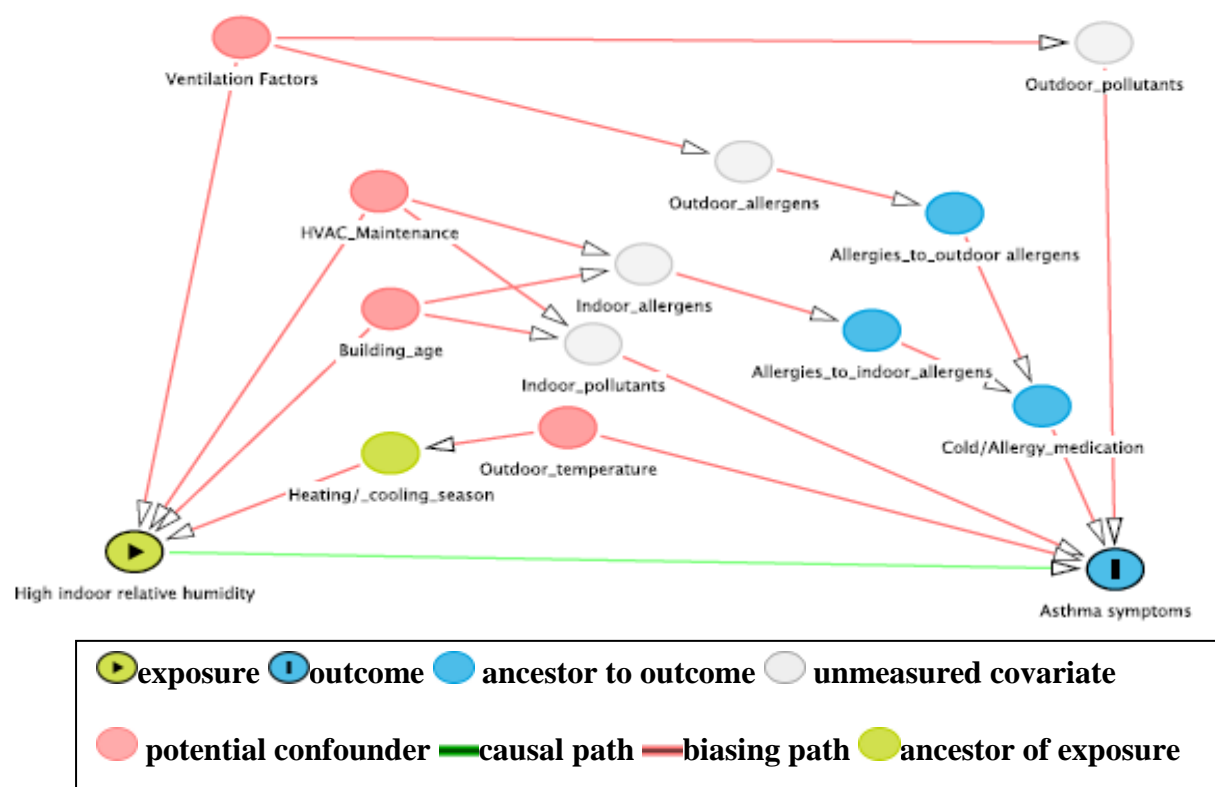 Ventilation Factors
Outdoor_pollutants
Outdoor_allergens
HVAC_Maintenance
Allergies_to_outdoor allergens
Indoor_allergens
Building_age
Allergies_to_indoor_allergens
Indoor_pollutants
Cold/Allergy_medication
Outdoor_temperature
Heating/_cooling_season
High indoor relative humidity
Asthma symptoms
exposure outcome ancestor to outcome unmeasured covariate
potential confounder causal path biasing path ancestor of exposure